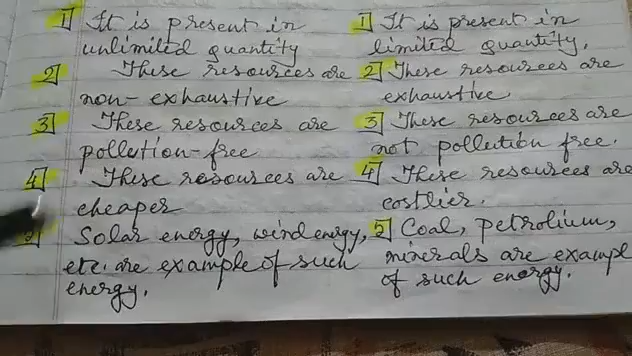 1] It is present in
unlimited quantity
2] These resources are
non-exhaustive
3] These resources are
pollution-free
4] These resources are
cheaper
Solar energy, wind energy,
etc. are example of such
energy.
1] It is present in
limited quantity.
2] These resources are
exhaustive
3] These resources are
not pollution free.
4] These resources are
costlier.
5] Coal, petrolium,
minerals are exampl
of such energy.